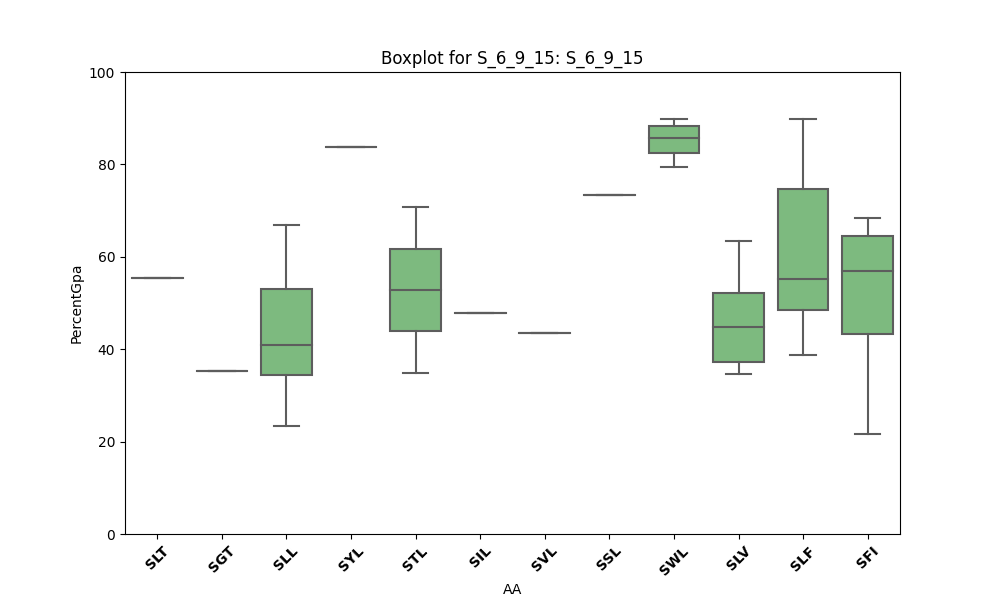 Boxplot for S_6_9_15: S_6_9_15
100
80
60
40
20
0
PercentGpa
SLT SGT SLL SYL STL SIL SVL SSL SWL SLV SLF SFI
AA